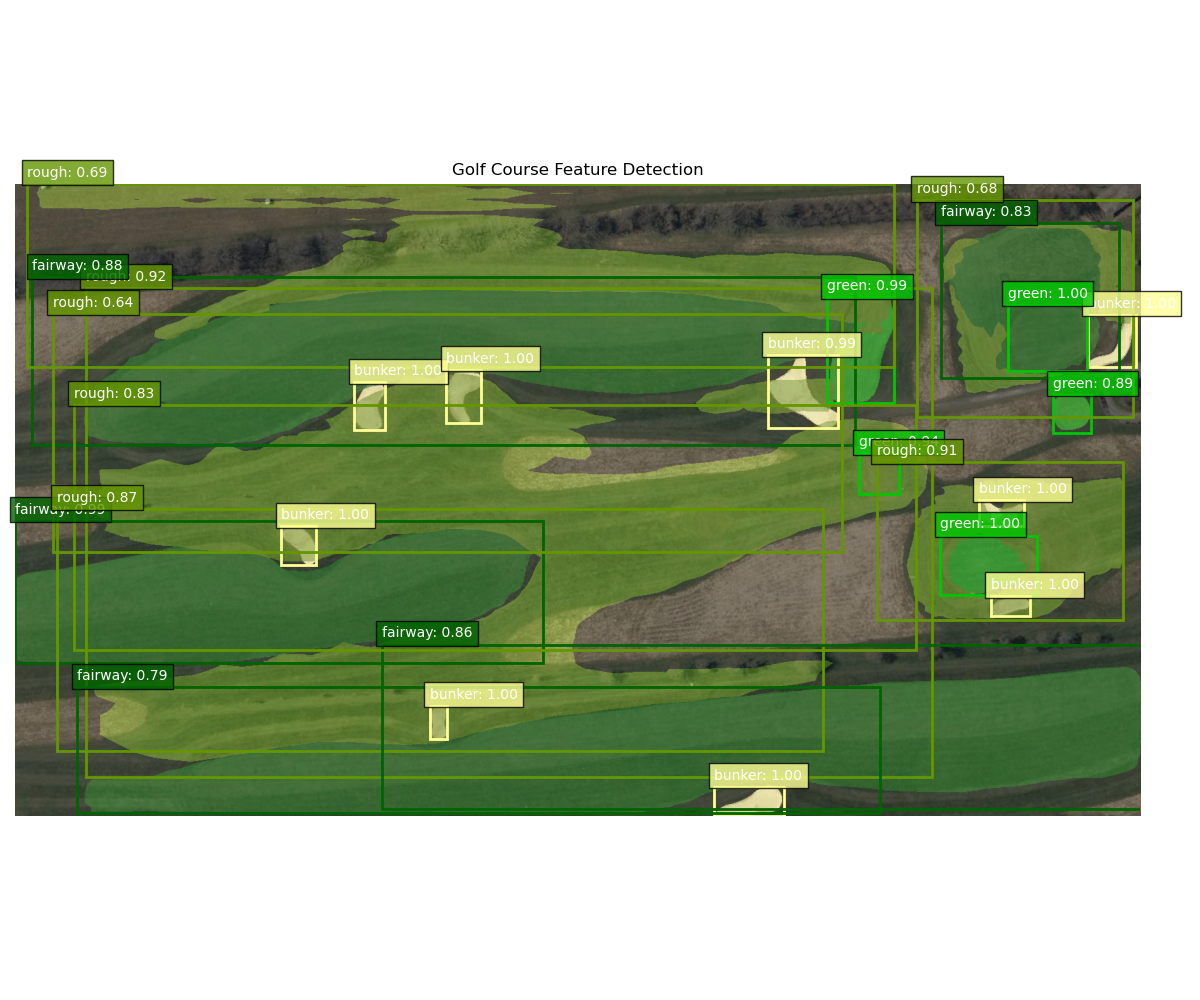 Golf Course Feature Detection
rough: 0.69
rough: 0.68
fairway: 0.83
fairway: 0.88
rough: 0.92
green: 0.99
green: 1.00
bunker: 1.00
rough: 0.64
bunker: 0.99
bunker: 1.00
bunker: 1.00
green: 0.89
rough: 0.83
rough: 0.91
bunker: 1.00
rough: 0.87
fairway: 0.99
bunker: 1.00
green: 1.00
bunker: 1.00
fairway: 0.86
fairway: 0.79
bunker: 1.00
bunker: 1.00